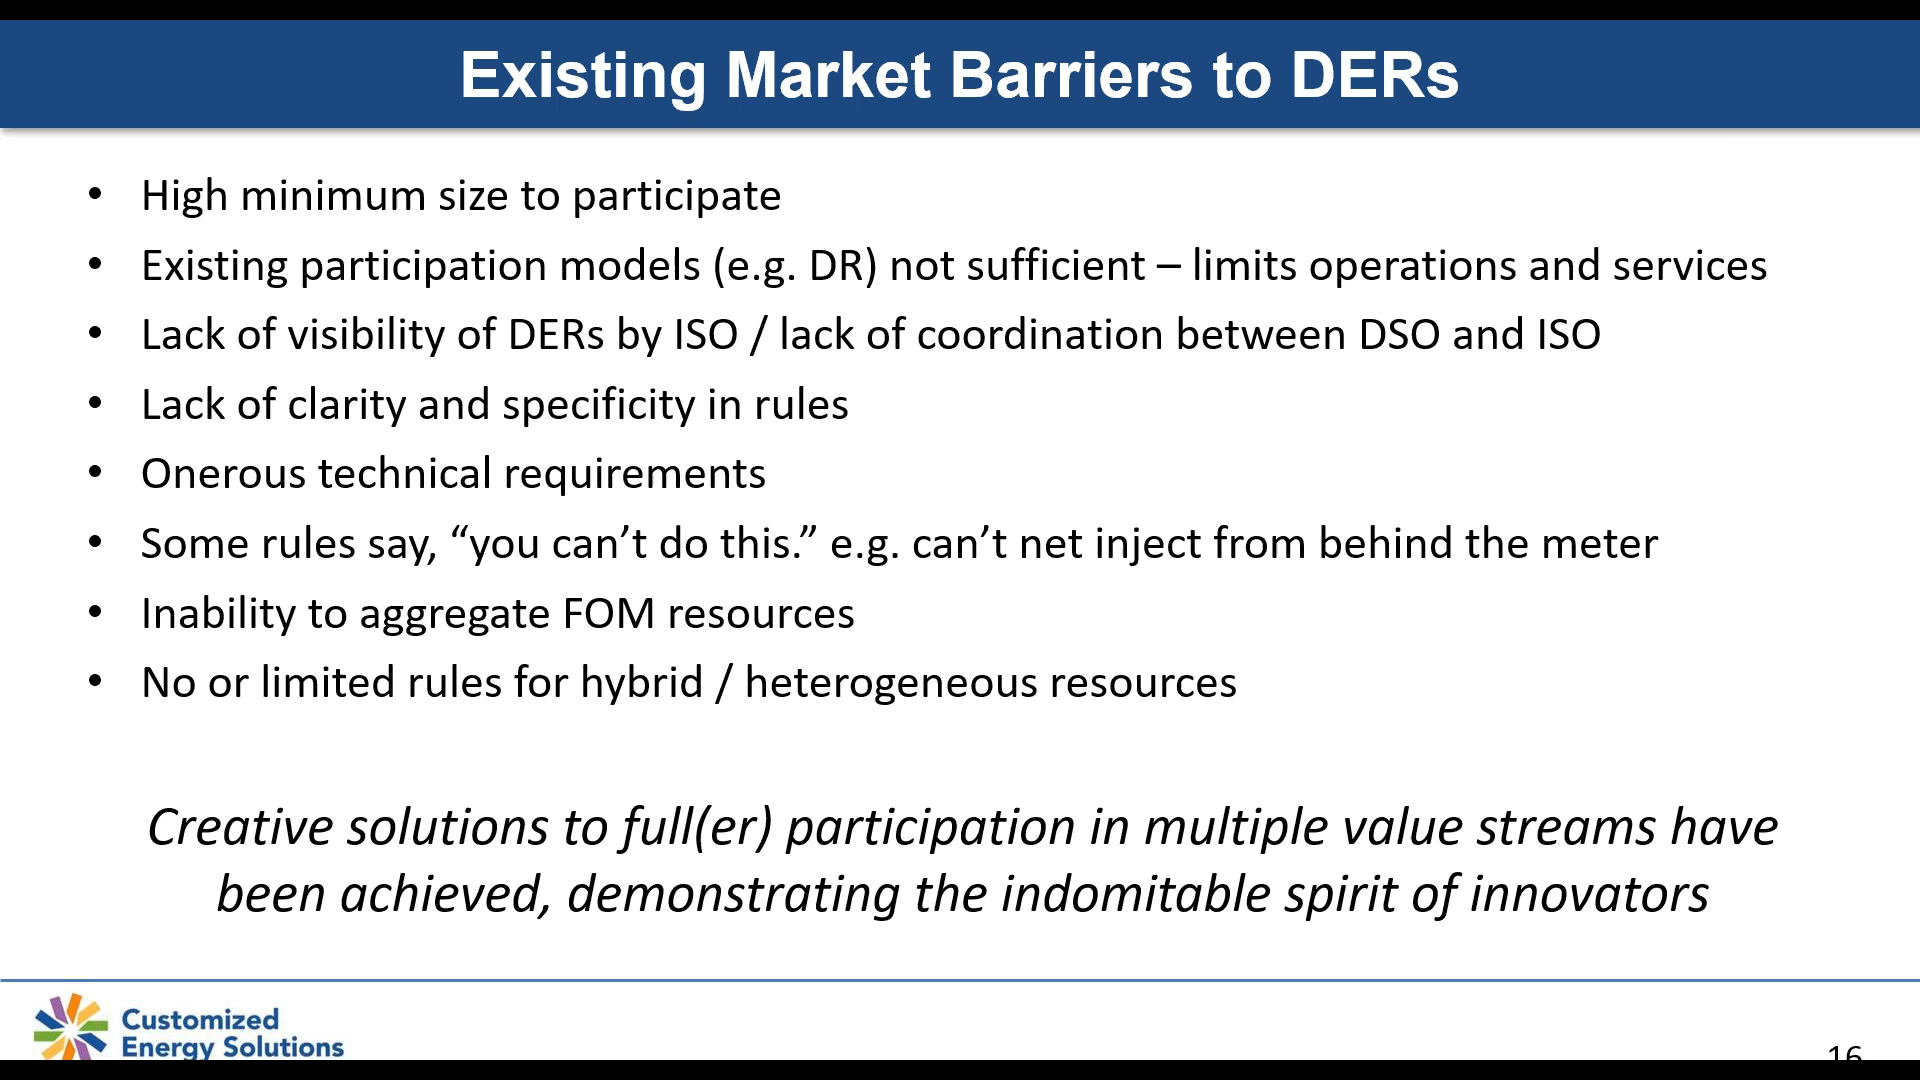 Existing Market Barriers to DERs
• High minimum size to participate
• Existing participation models (e.g. DR) not sufficient – limits operations and services
• Lack of visibility of DERs by ISO / lack of coordination between DSO and ISO
• Lack of clarity and specificity in rules
• Onerous technical requirements
• Some rules say, “you can’t do this.” e.g. can’t net inject from behind the meter
• Inability to aggregate FOM resources
• No or limited rules for hybrid / heterogeneous resources
Creative solutions to full(er) participation in multiple value streams have
been achieved, demonstrating the indomitable spirit of innovators
Customized
Energy Solutions
16